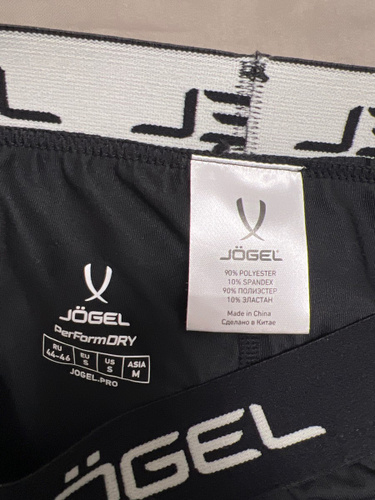 JÖGEL
90% POLYESTER
10% SPANDEX
90% ПОЛИЭСТЕР
10% ЭЛАСТАН
Made in China
Сделано в Китае
JÖGEL
PerFormDRY
RU 44-46 EU S US S ASIA M
JOGEL.PRO
JÖGEL